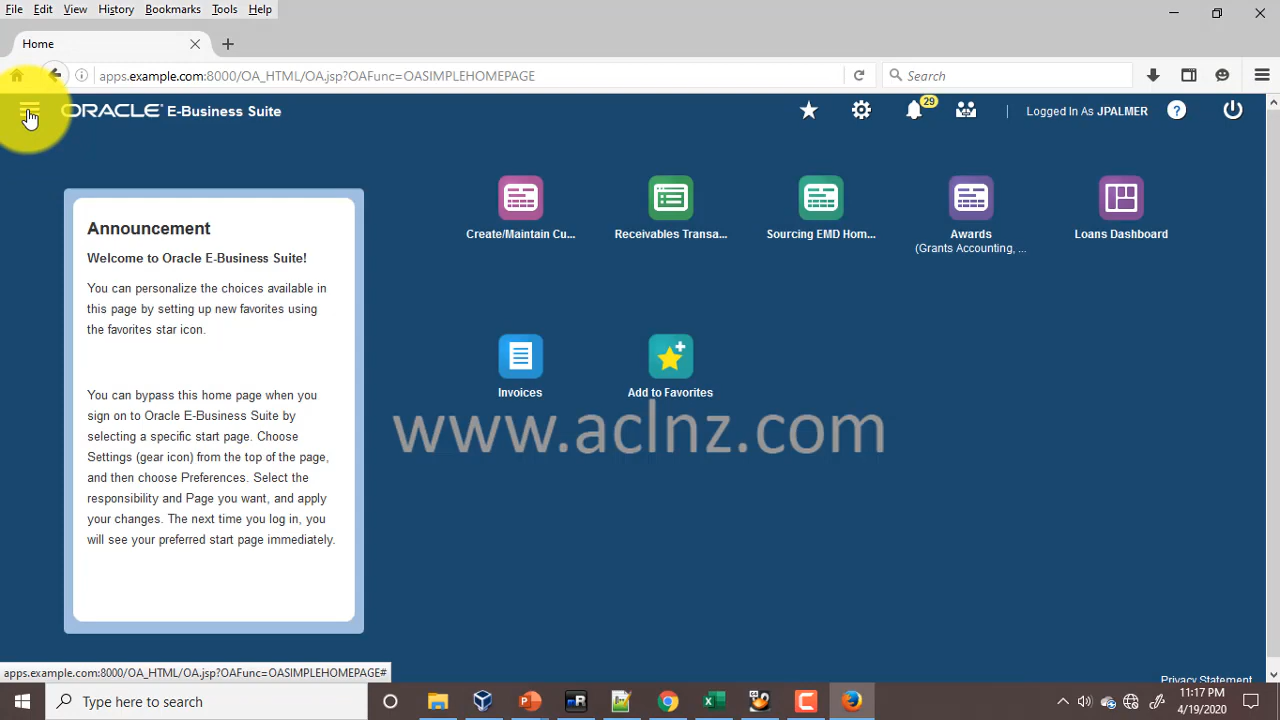 File Edit View History Bookmarks Tools Help
Home
apps.example.com:8000/OA_HTML/OA.jsp?OAFunc=OASIMPLEHOMEPAGE
Search
ORACLE E-Business Suite
29
Logged In As JPALMER
Create/Maintain Cu...
Receivables Transa...
Sourcing EMD Hom...
Awards
(Grants Accounting, ...
Loans Dashboard
Announcement
Welcome to Oracle E-Business Suite!
You can personalize the choices available in
this page by setting up new favorites using
the favorites star icon.
You can bypass this home page when you
sign on to Oracle E-Business Suite by
selecting a specific start page. Choose
Settings (gear icon) from the top of the page,
and then choose Preferences. Select the
responsibility and Page you want, and apply
your changes. The next time you log in, you
will see your preferred start page immediately.
Invoices
Add to Favorites
www.aclnz.com
apps.example.com:8000/OA_HTML/OA.jsp?OAFunc=OASIMPLEHOMEPAGE#
Privacy Statement
Type here to search
11:17 PM
4/19/2020